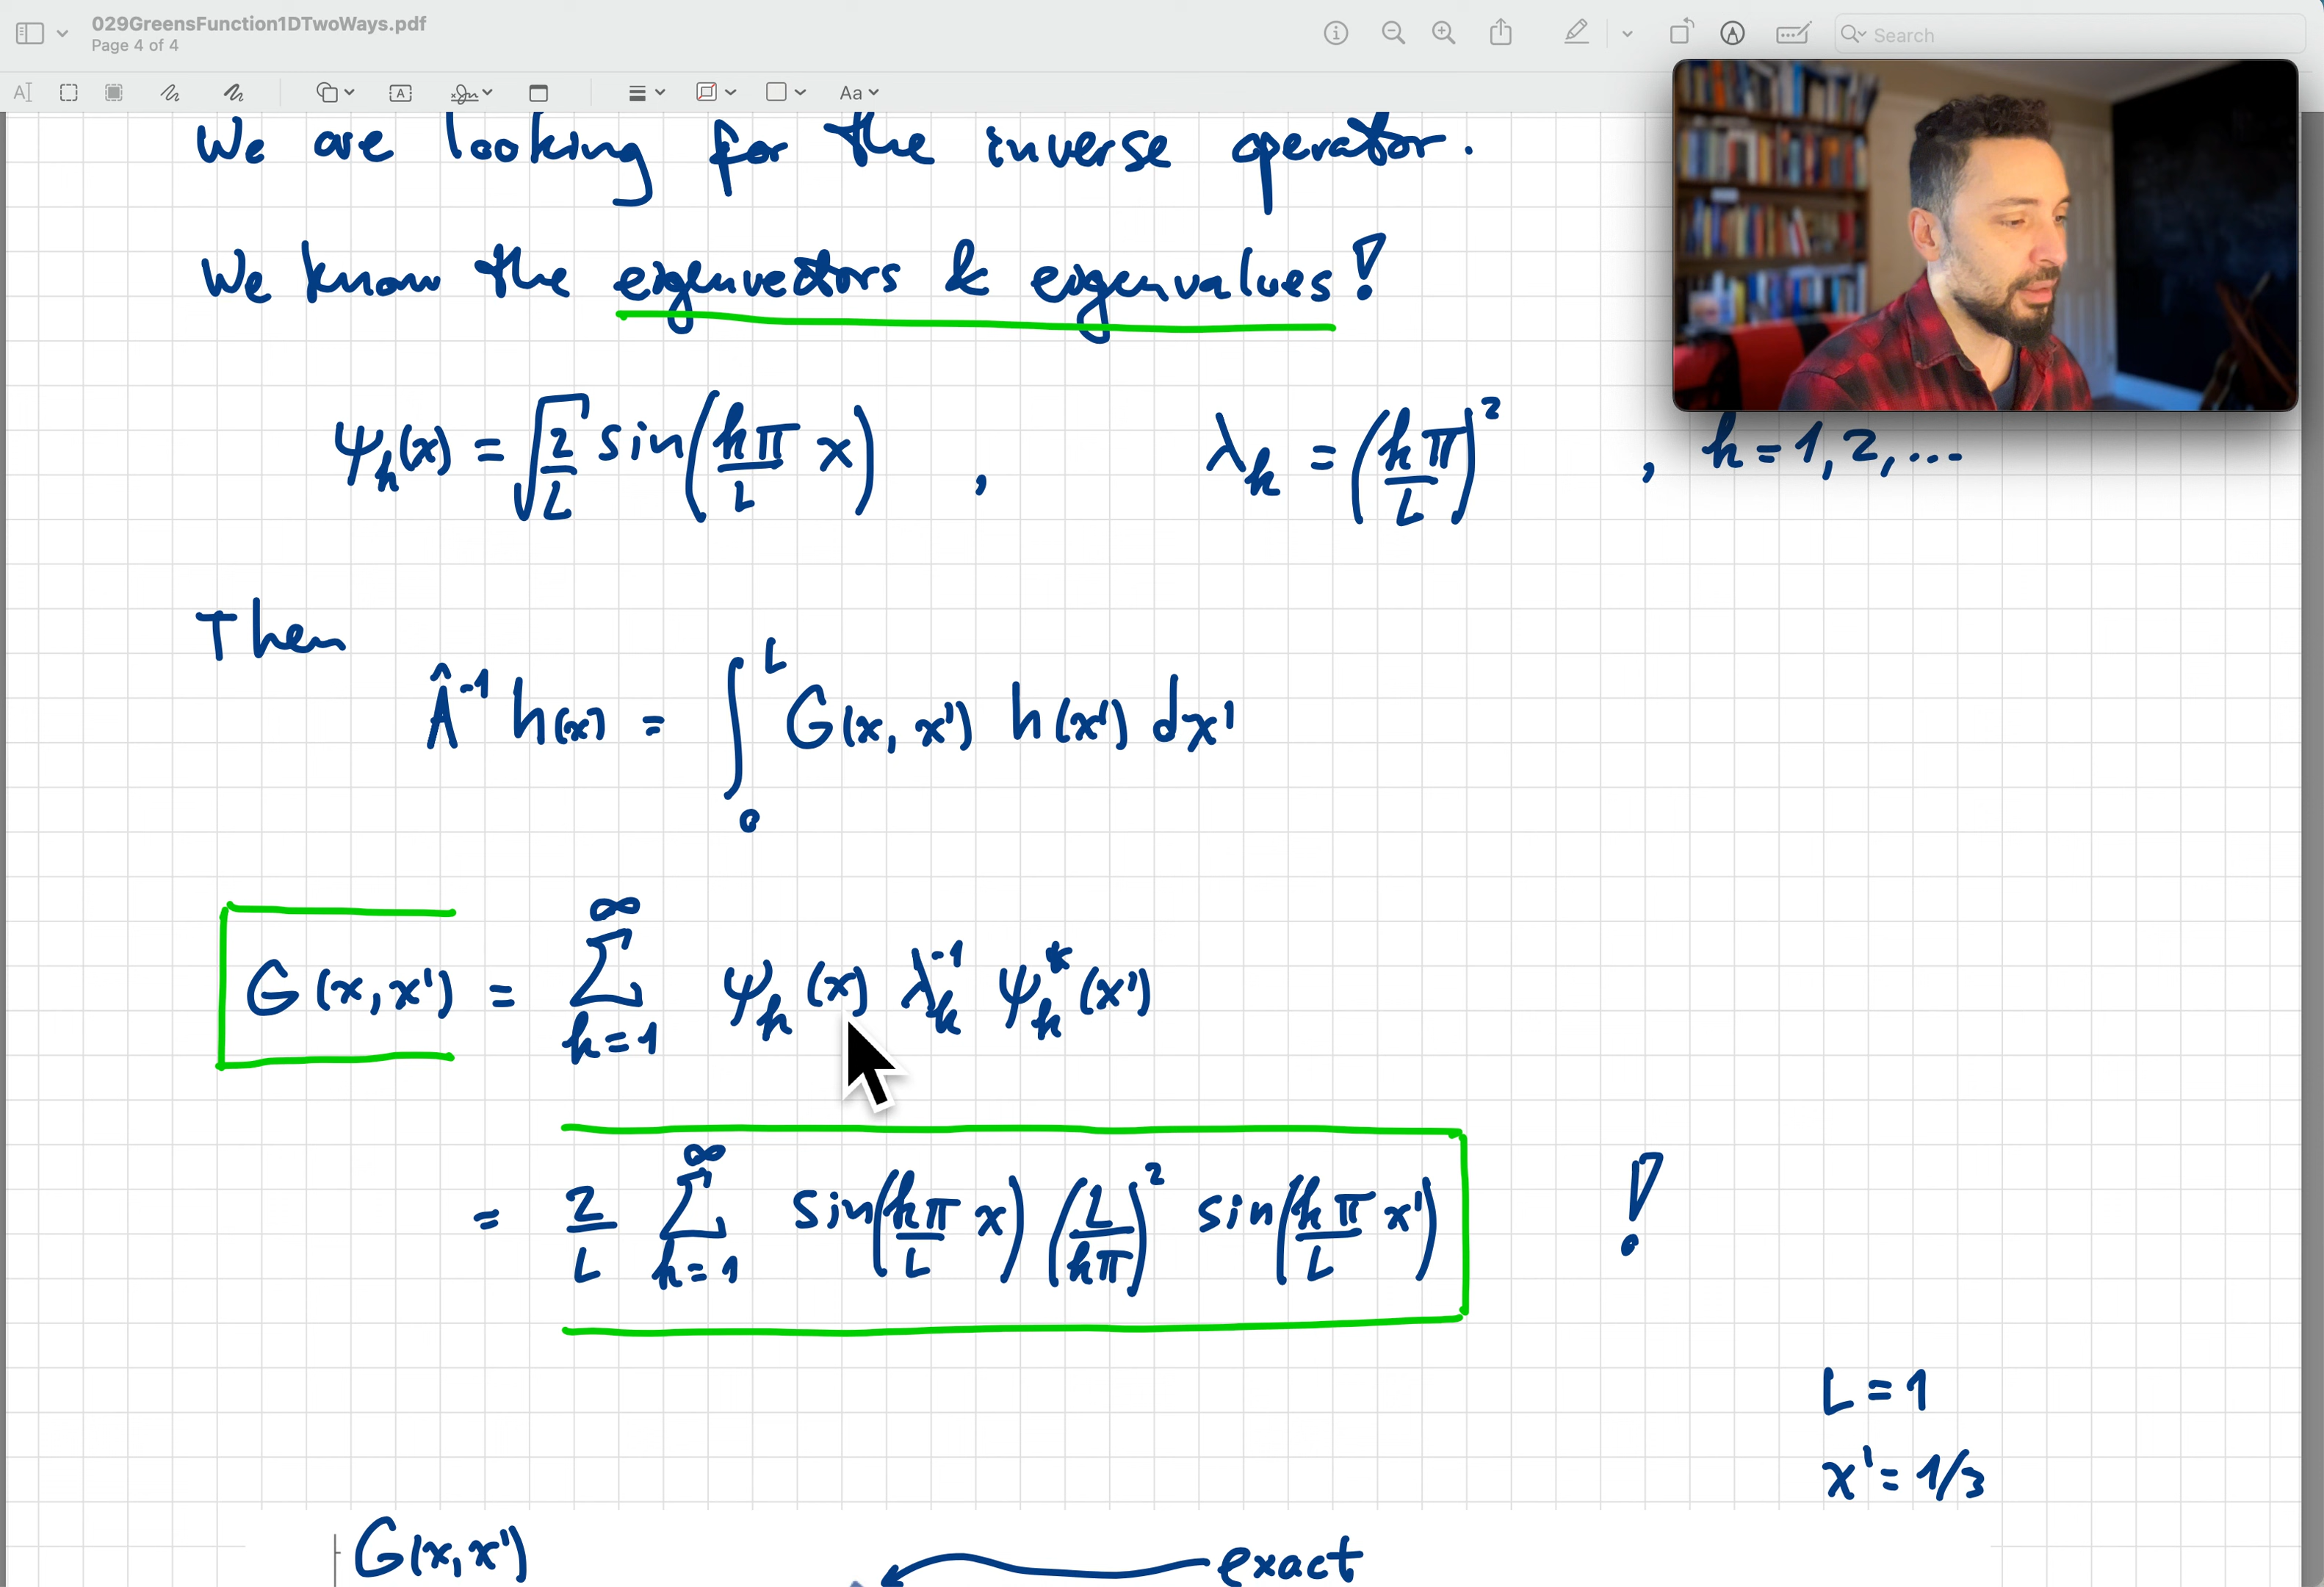 029GreensFunction1DTwoWays.pdf
Page 4 of 4
Search
Aa
We are looking for the inverse operator.
We know the eigenvectors & eigenvalues!
ψₖ(x) = √(2/L) sin(kπ/L x) , λₖ = (kπ/L)² , k=1,2,...
Then
Â⁻¹ h(x) = ∫₀ᴸ G(x, x') h(x') dx'
G(x,x') = ∑ₖ₌₁^∞ ψₖ(x) λₖ⁻¹ ψₖ*(x')
= 2/L ∑ₖ₌₁^∞ sin(kπ/L x) (L/kπ)² sin(kπ/L x') !
L=1
x'=1/3
G(x,x')
exact